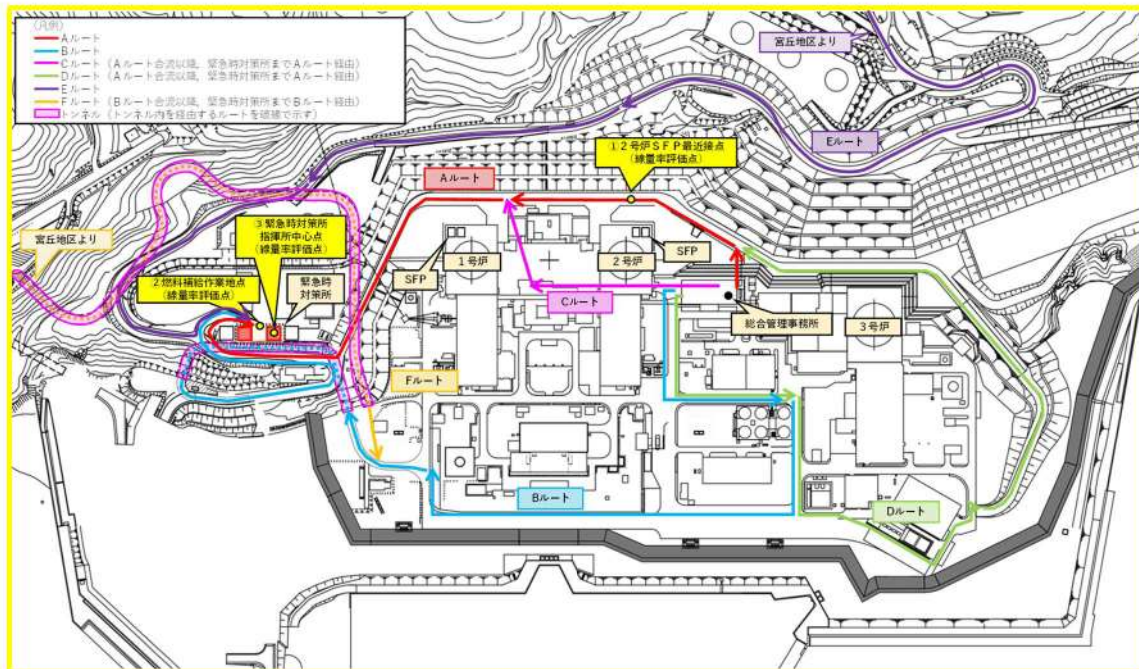 (凡例)
Aルート
Bルート
Cルート(Aルート合流以降,緊急時対策所までAルート経由)
Dルート(Aルート合流以降,緊急時対策所までAルート経由)
Eルート
Fルート(Bルート合流以降,緊急時対策所までBルート経由)
トンネル(トンネル内を経由するルートを破線で示す)
宮丘地区より
Eルート
①2号炉SFP最近接点
(線量率評価点)
Aルート
③緊急時対策所
指揮所中心点
(線量率評価点)
宮丘地区より
2燃料補給作業地点
(線量率評価点)
緊急時
対策所
SFP
1号炉
2号炉
SFP
Cルート
総合管理事務所
3号炉
Fルート
Bルート
Dルート